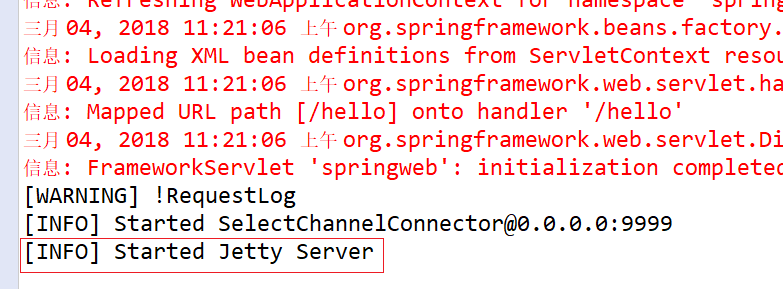 信息: Refreshing WebApplicationContext for namespace 'spring
三月 04, 2018 11:21:06 上午 org.springframework.beans.factory.
信息: Loading XML bean definitions from ServletContext resou
三月 04, 2018 11:21:06 上午 org.springframework.web.servlet.ha
信息: Mapped URL path [/hello] onto handler '/hello'
三月 04, 2018 11:21:06 上午 org.springframework.web.servlet.Di
信息: FrameworkServlet 'springweb': initialization completed
[WARNING] !RequestLog
[INFO] Started SelectChannelConnector@0.0.0.0:9999
[INFO] Started Jetty Server